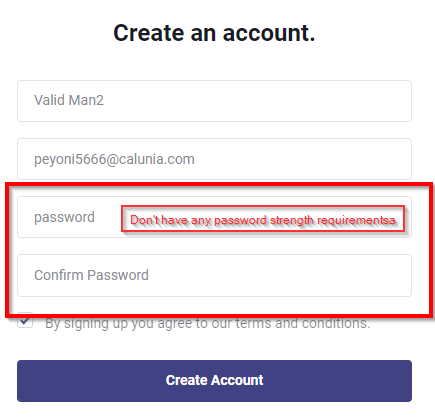 Create an account.
Valid Man2
peyoni5666@calunia.com
password
Don't have any password strength requirementsa
Confirm Password
By signing up you agree to our terms and conditions.
Create Account